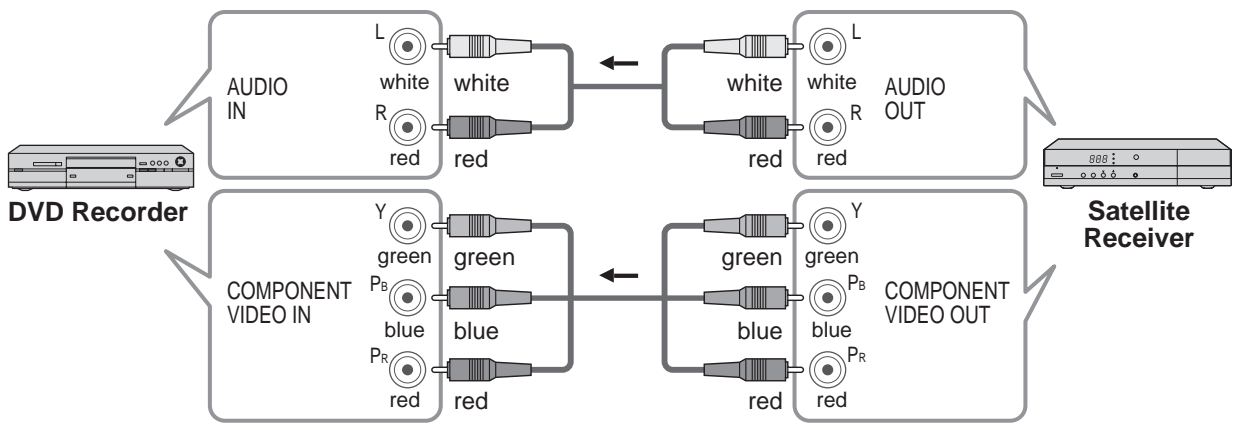 L
white
white
AUDIO
IN
R
red
red
L
white
white
AUDIO
OUT
R
red
red
DVD Recorder
888
Satellite
Receiver
Y
green
green
COMPONENT
VIDEO IN
PB
blue
blue
PR
red
red
Y
green
green
COMPONENT
VIDEO OUT
PB
blue
blue
PR
red
red